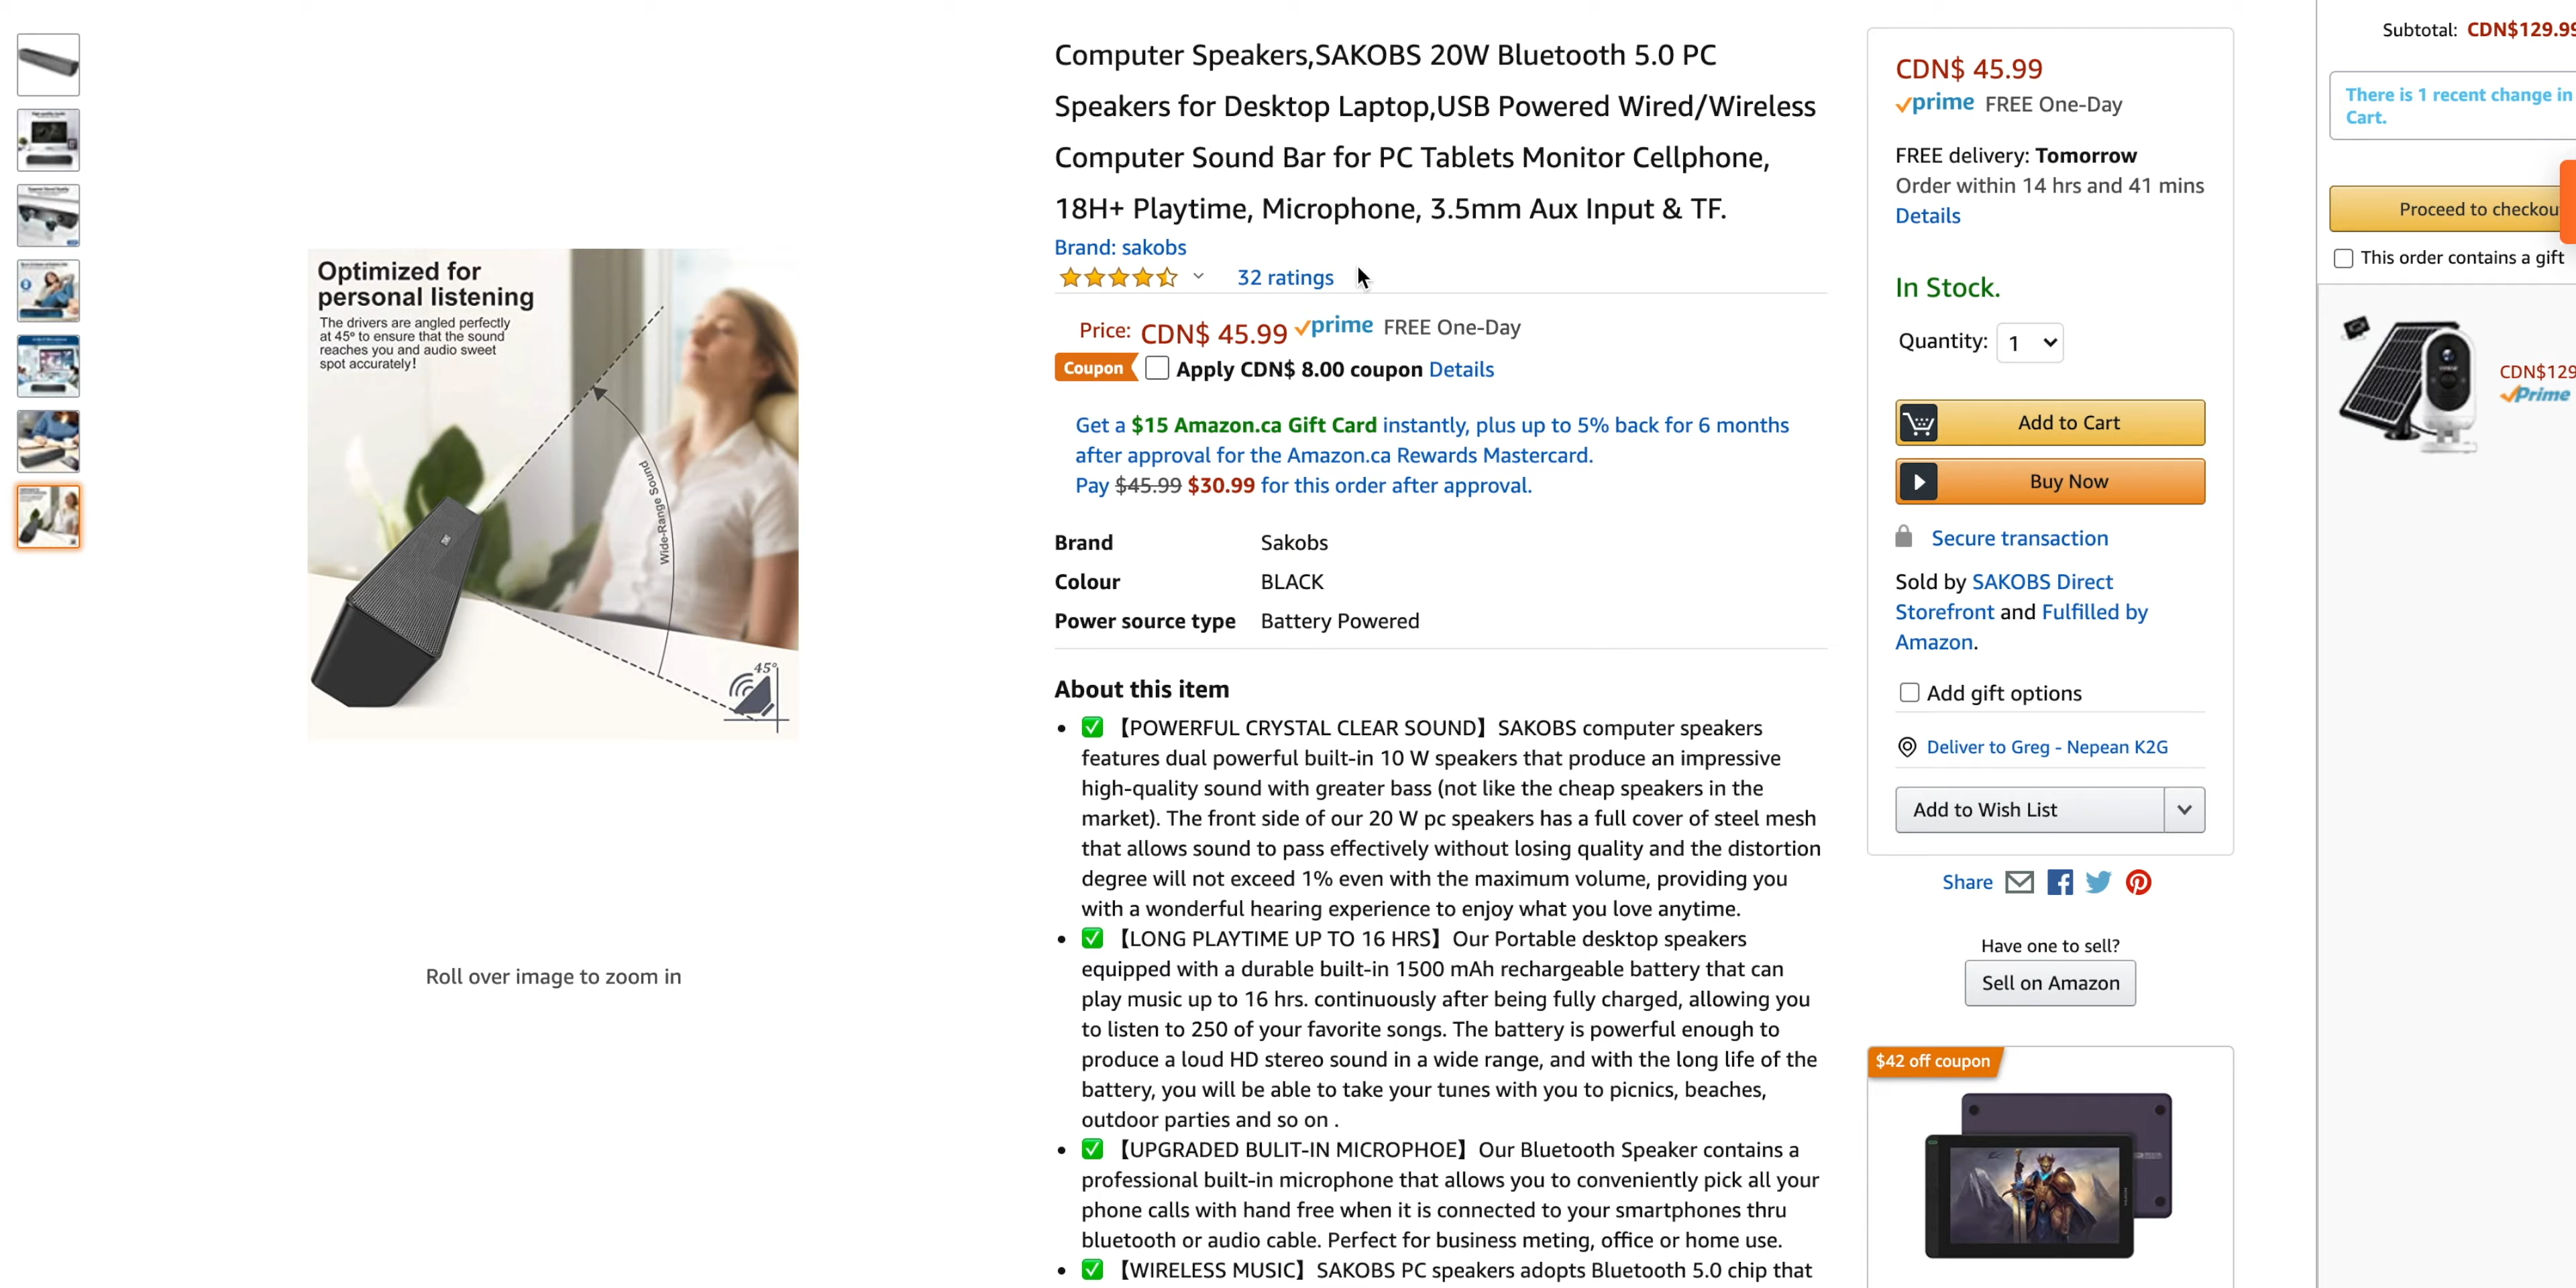 Optimized for
personal listening
The drivers are angled perfectly
at 45° to ensure that the sound
reaches you and audio sweet
spot accurately!
Wide-Range Sound
45°
Roll over image to zoom in
Computer Speakers,SAKOBS 20W Bluetooth 5.0 PC
Speakers for Desktop Laptop,USB Powered Wired/Wireless
Computer Sound Bar for PC Tablets Monitor Cellphone,
18H+ Playtime, Microphone, 3.5mm Aux Input & TF.
Brand: sakobs
32 ratings
Price: CDN$ 45.99 prime FREE One-Day
Coupon Apply CDN$ 8.00 coupon Details
Get a $15 Amazon.ca Gift Card instantly, plus up to 5% back for 6 months
after approval for the Amazon.ca Rewards Mastercard.
Pay $45.99 $30.99 for this order after approval.
Brand Sakobs
Colour BLACK
Power source type Battery Powered
About this item
• ✅【POWERFUL CRYSTAL CLEAR SOUND】SAKOBS computer speakers
features dual powerful built-in 10 W speakers that produce an impressive
high-quality sound with greater bass (not like the cheap speakers in the
market). The front side of our 20 W pc speakers has a full cover of steel mesh
that allows sound to pass effectively without losing quality and the distortion
degree will not exceed 1% even with the maximum volume, providing you
with a wonderful hearing experience to enjoy what you love anytime.
• ✅【LONG PLAYTIME UP TO 16 HRS】Our Portable desktop speakers
equipped with a durable built-in 1500 mAh rechargeable battery that can
play music up to 16 hrs. continuously after being fully charged, allowing you
to listen to 250 of your favorite songs. The battery is powerful enough to
produce a loud HD stereo sound in a wide range, and with the long life of the
battery, you will be able to take your tunes with you to picnics, beaches,
outdoor parties and so on .
• ✅【UPGRADED BULIT-IN MICROPHOE】Our Bluetooth Speaker contains a
professional built-in microphone that allows you to conveniently pick all your
phone calls with hand free when it is connected to your smartphones thru
bluetooth or audio cable. Perfect for business meting, office or home use.
• ✅【WIRELESS MUSIC】SAKOBS PC speakers adopts Bluetooth 5.0 chip that
CDN$ 45.99
prime FREE One-Day
FREE delivery: Tomorrow
Order within 14 hrs and 41 mins
Details
In Stock.
Quantity: 1
Add to Cart
Buy Now
Secure transaction
Sold by SAKOBS Direct
Storefront and Fulfilled by
Amazon.
Add gift options
Deliver to Greg - Nepean K2G
Add to Wish List
Share
Have one to sell?
Sell on Amazon
$42 off coupon
Subtotal: CDN$129.99
There is 1 recent change in
Cart.
Proceed to checkou
This order contains a gift
CDN$129
Prime